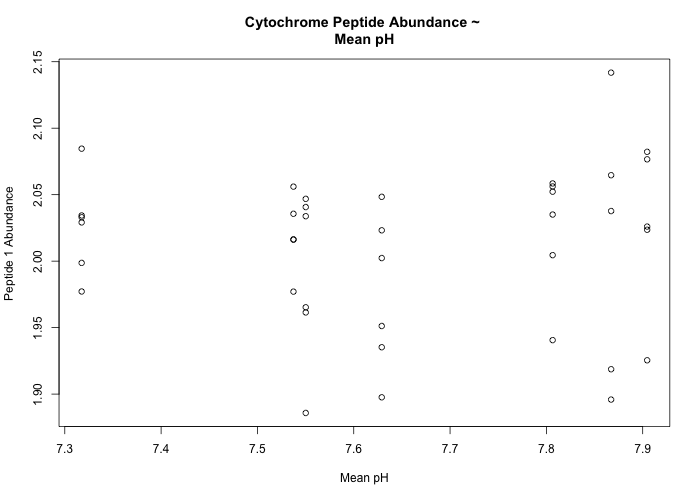 Cytochrome Peptide Abundance ~
Mean pH
2.15
2.10
2.05
2.00
1.95
1.90
Peptide 1 Abundance
7.3 7.4 7.5 7.6 7.7 7.8 7.9
Mean pH